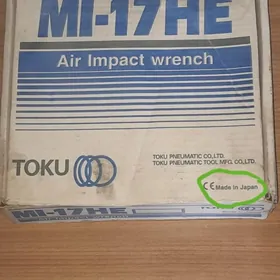 MI-17HE
Air Impact wrench
TOKU
TOKU PNEUMATIC CO.,LTD.
TOKU PNEUMATIC TOOL MFG. CO., LTD.
CE Made in Japan
MI-17HE